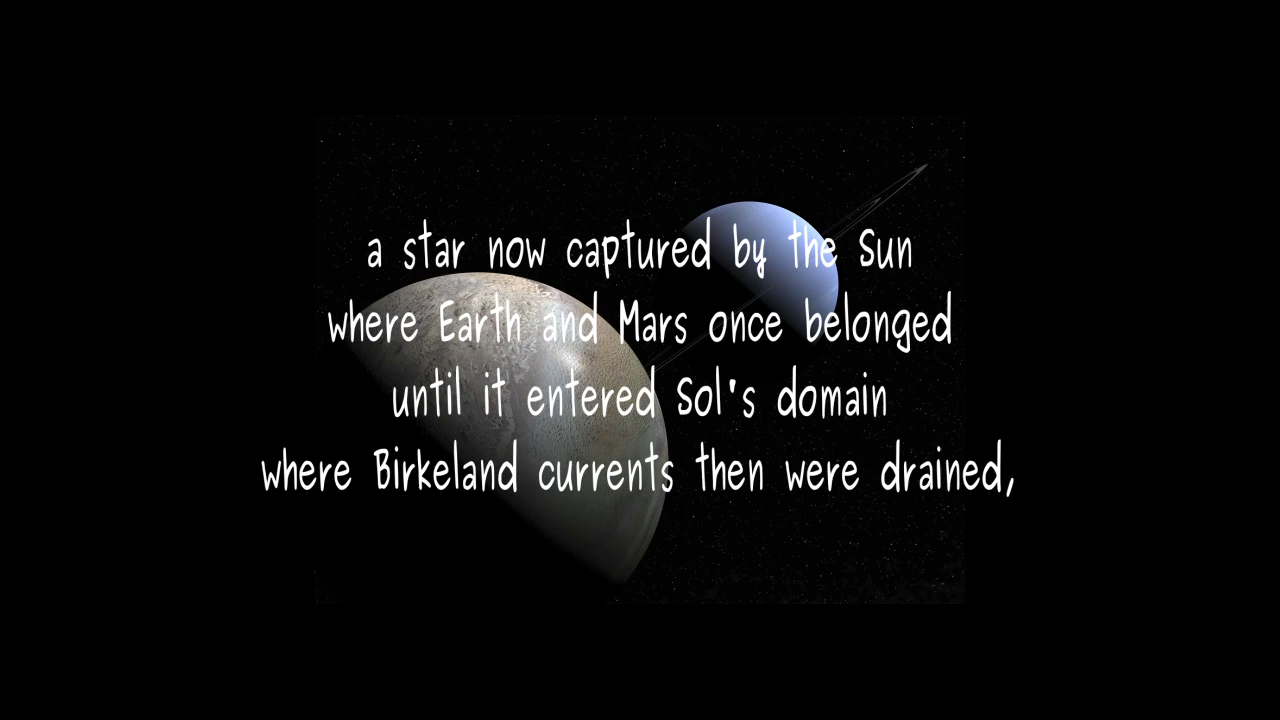 a star now captured by the Sun
where Earth and Mars once belonged
until it entered Sol's domain
where Birkeland currents then were drained,